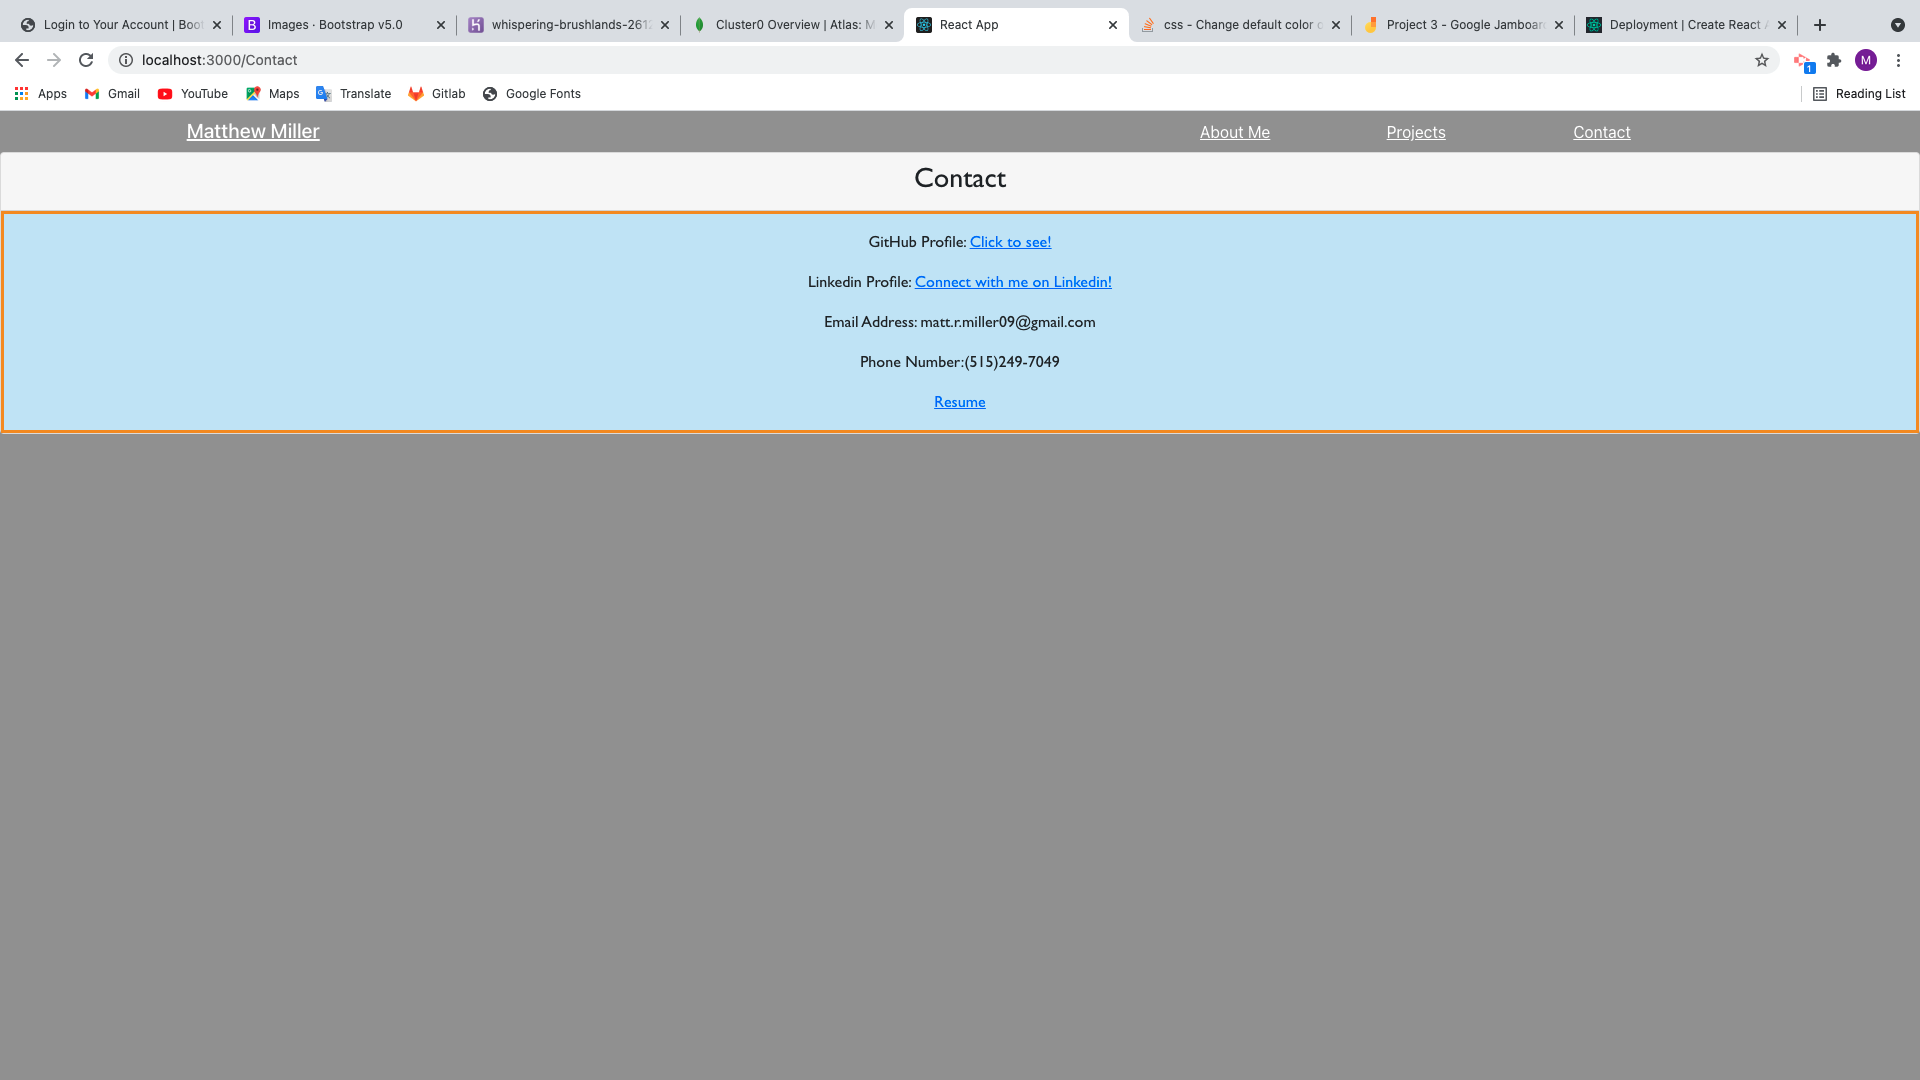 Login to Your Account | Boot
Images · Bootstrap v5.0
whispering-brushlands-261
Cluster0 Overview | Atlas: M
React App
css - Change default color o
Project 3 - Google Jamboar
Deployment | Create React A
localhost:3000/Contact
M
1
Apps
Gmail
YouTube
Maps
Translate
Gitlab
Google Fonts
Reading List
Matthew Miller
About Me
Projects
Contact
Contact
GitHub Profile: Click to see!
Linkedin Profile: Connect with me on Linkedin!
Email Address: matt.r.miller09@gmail.com
Phone Number:(515)249-7049
Resume